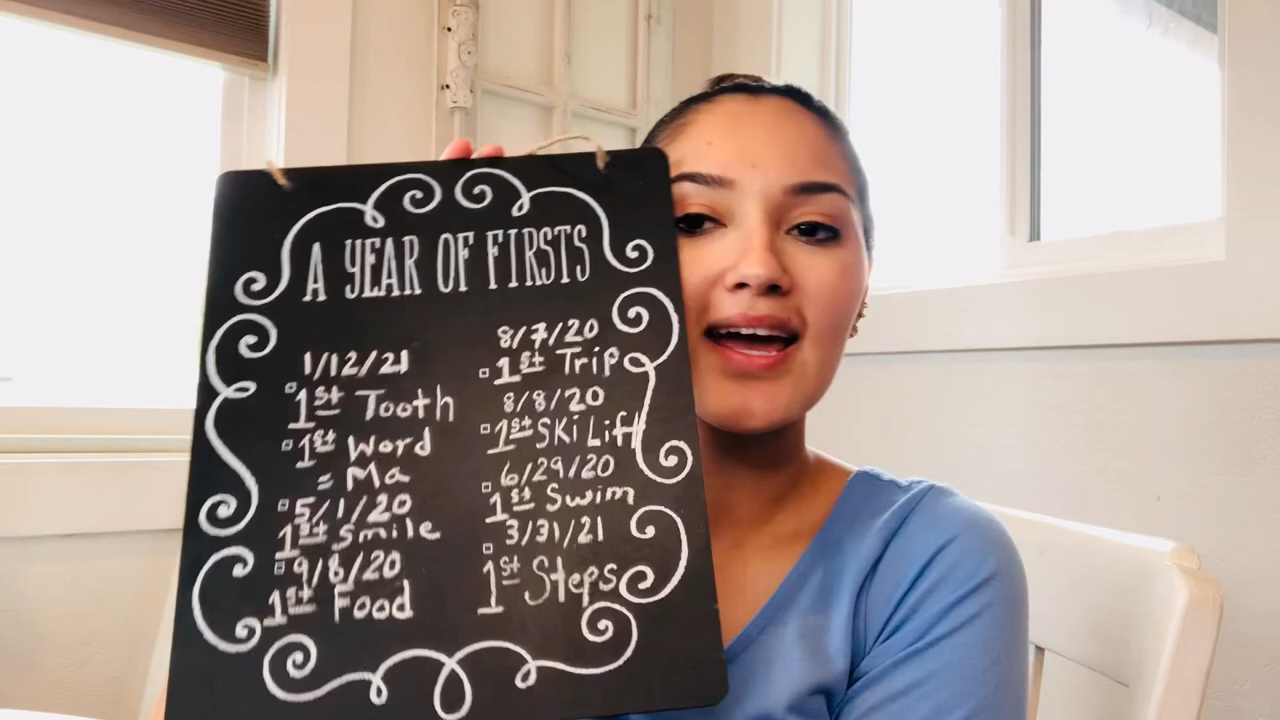 A YEAR OF FIRSTS
1/12/21
1st Tooth
1st Word
= Ma
5/1/20
1st Smile
9/8/20
1st Food
8/7/20
1st Trip
8/8/20
1st Ski Lift
6/29/20
1st Swim
3/31/21
1st Steps